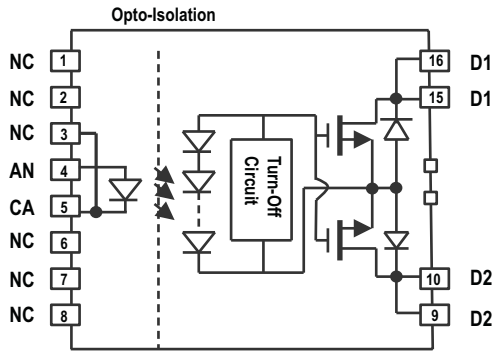 Opto-Isolation
NC 1
NC 2
NC 3
AN 4
CA 5
NC 6
NC 7
NC 8
Turn-Off
Circuit
16 D1
15 D1
10 D2
9 D2